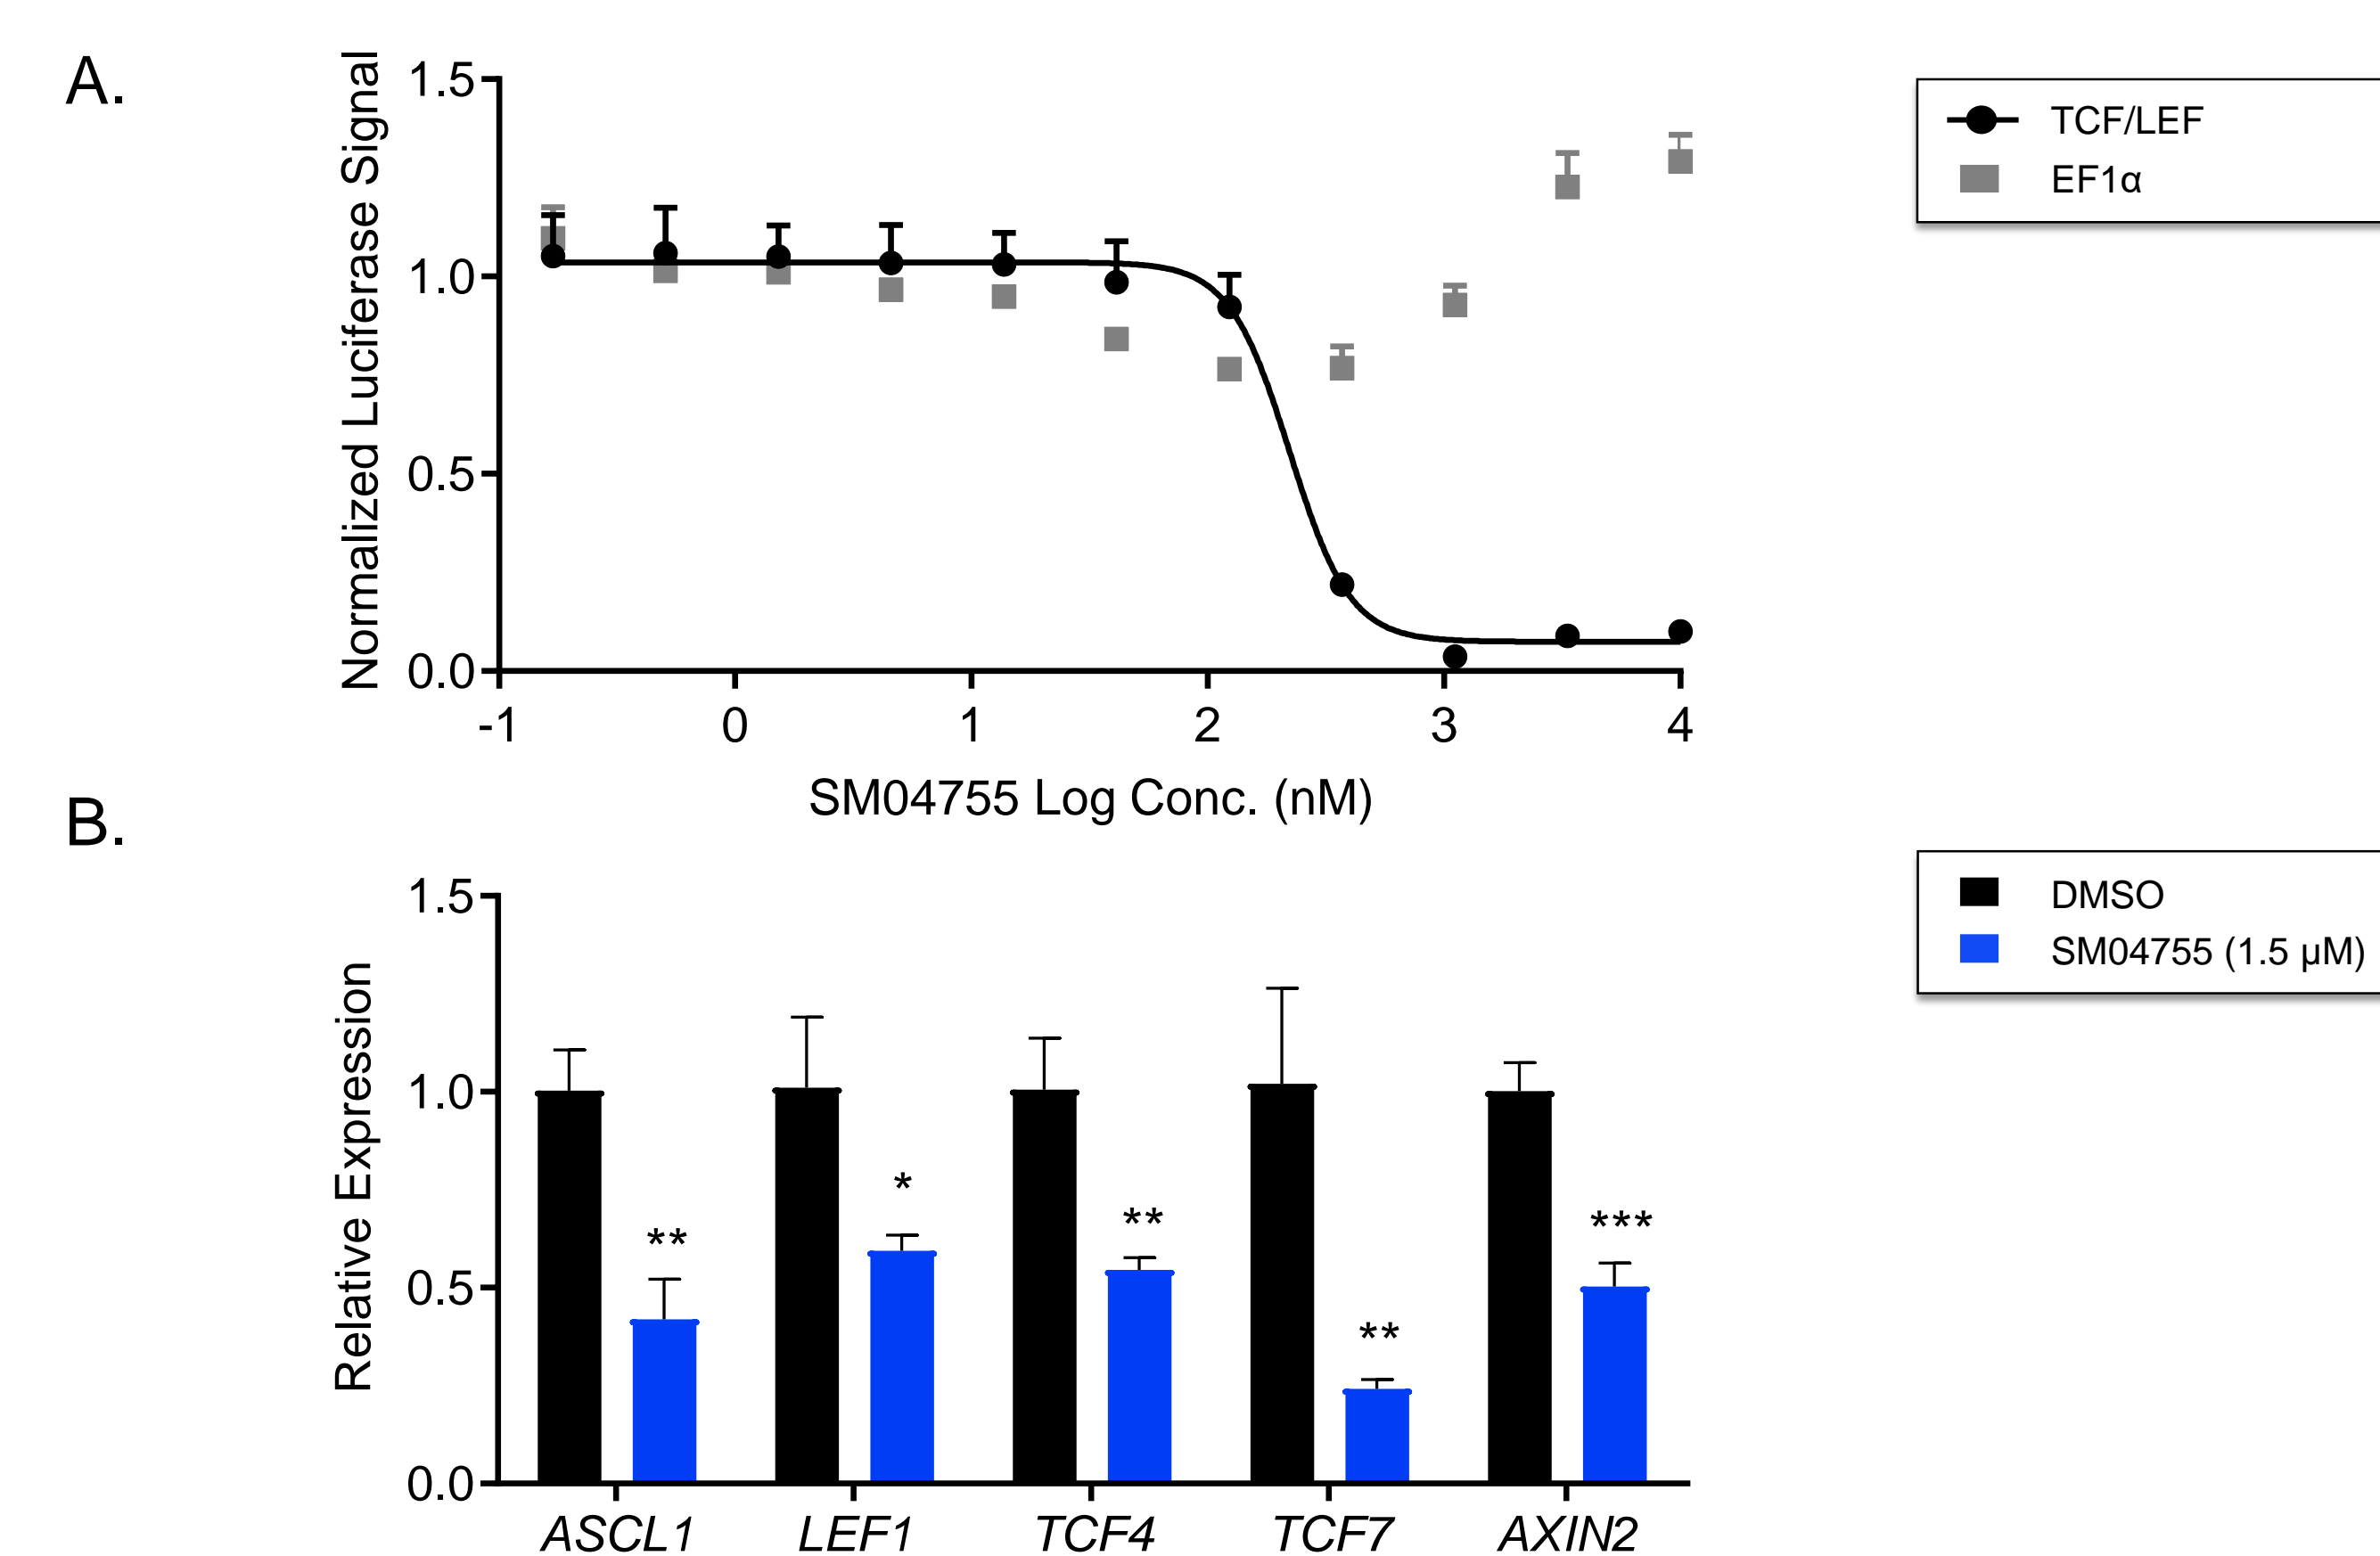 A.
Normalized Luciferase Signal
1.5
1.0
0.5
0.0
-1 0 1 2 3 4
SM04755 Log Conc. (nM)
TCF/LEF
EF1α
B.
Relative Expression
1.5
1.0
0.5
0.0
** * ** ** ***
ASCL1 LEF1 TCF4 TCF7 AXIN2
DMSO
SM04755 (1.5 μM)